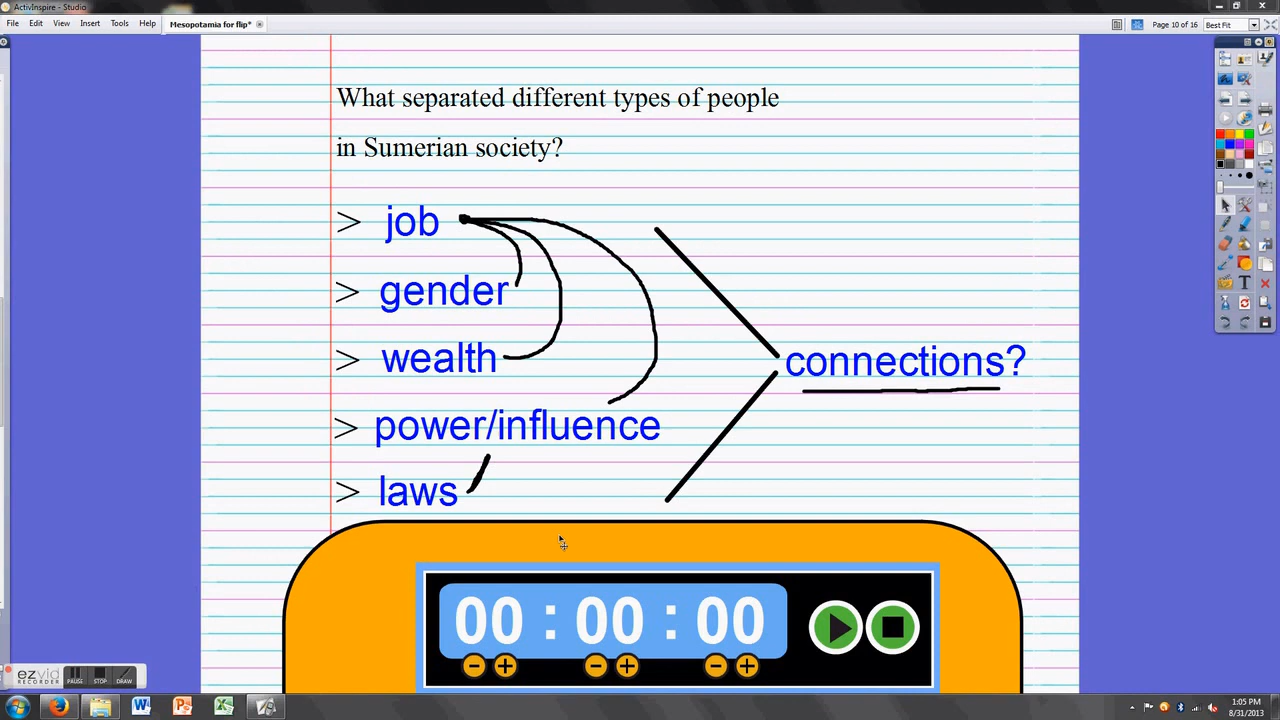 ActivInspire - Studio
File Edit View Insert Tools Help Mesopotamia for flip* Page 10 of 16 Best Fit
What separated different types of people
in Sumerian society?
> job
> gender
> wealth
connections?
> power/influence
> laws
00 : 00 : 00
ezvid
RECORDER
PAUSE STOP DRAW
1:05 PM
8/31/2013